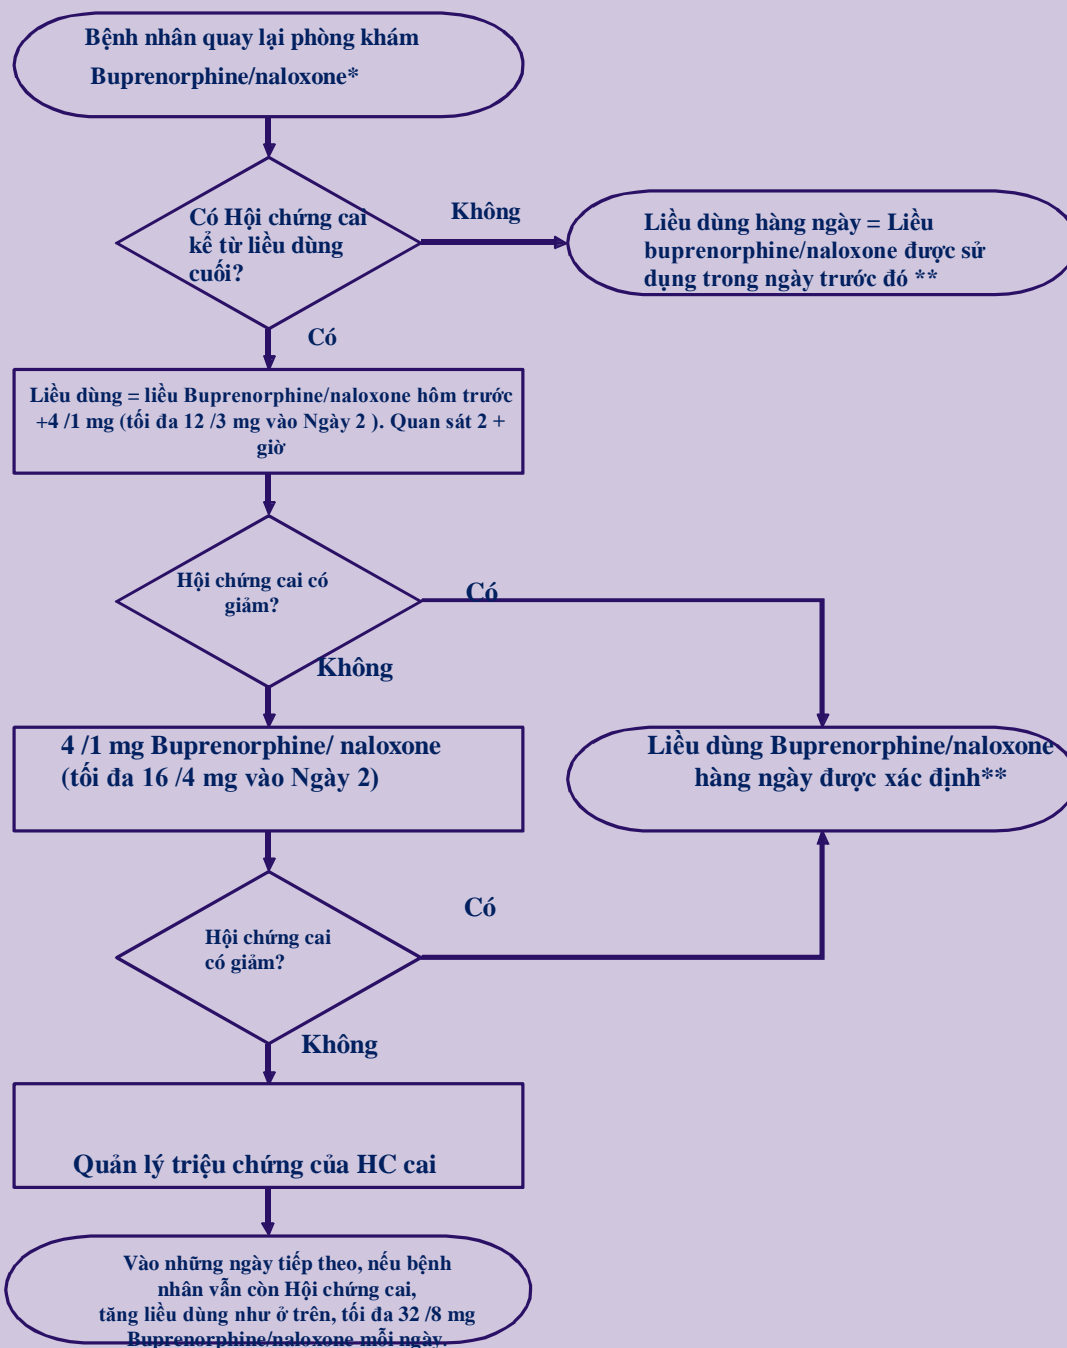 Bệnh nhân quay lại phòng khám
Buprenorphine/naloxone*
Có Hội chứng cai
kể từ liều dùng
cuối?
Không
Liều dùng hàng ngày = Liều
buprenorphine/naloxone được sử
dụng trong ngày trước đó **
Có
Liều dùng = liều Buprenorphine/naloxone hôm trước
+4 /1 mg (tối đa 12 /3 mg vào Ngày 2 ). Quan sát 2 +
giờ
Hội chứng cai có
giảm?
Có
Không
4 /1 mg Buprenorphine/ naloxone
(tối đa 16 /4 mg vào Ngày 2)
Liều dùng Buprenorphine/naloxone
hàng ngày được xác định**
Hội chứng cai
có giảm?
Có
Không
Quản lý triệu chứng của HC cai
Vào những ngày tiếp theo, nếu bệnh
nhân vẫn còn Hội chứng cai,
tăng liều dùng như ở trên, tối đa 32 /8 mg
Buprenorphine/naloxone mỗi ngày.